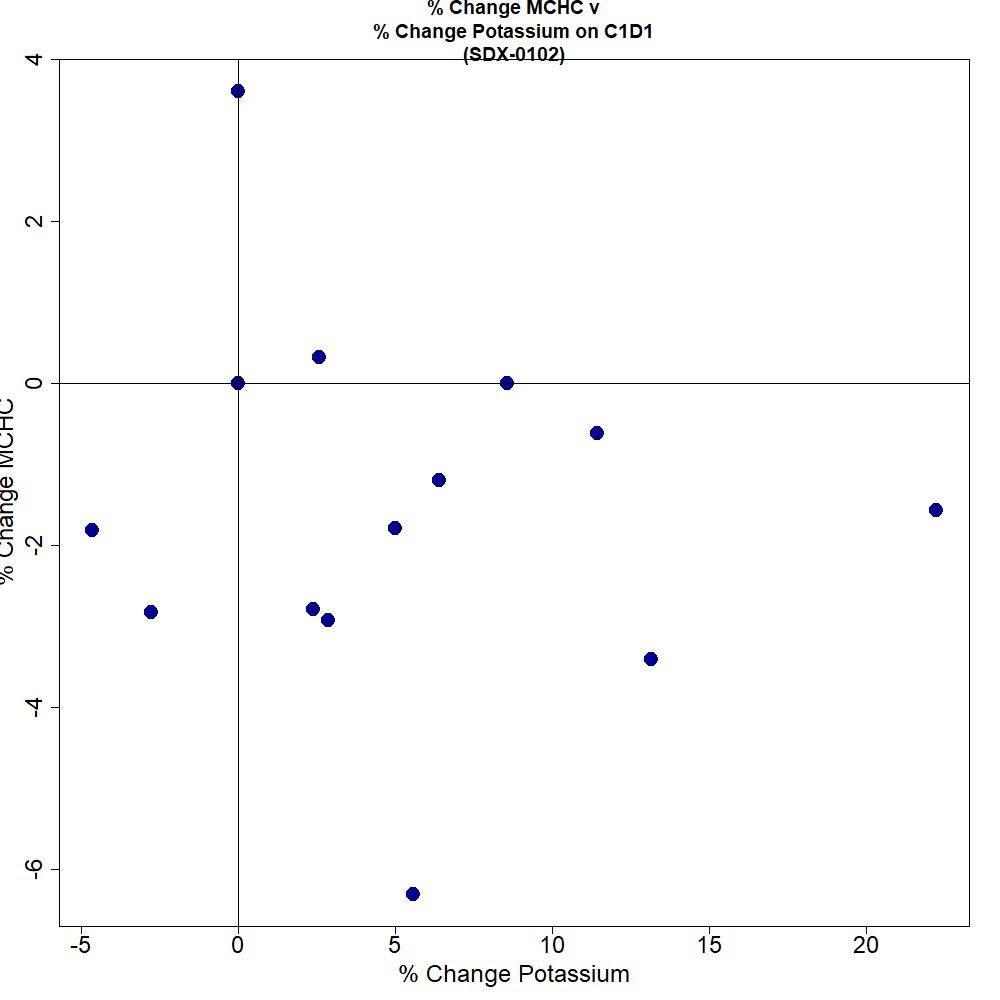 % Change MCHC v
% Change Potassium on C1D1
(SDX-0102)
4
2
0
-2
-4
-6
% Change MCHC
-5
0
5
10
15
20
% Change Potassium